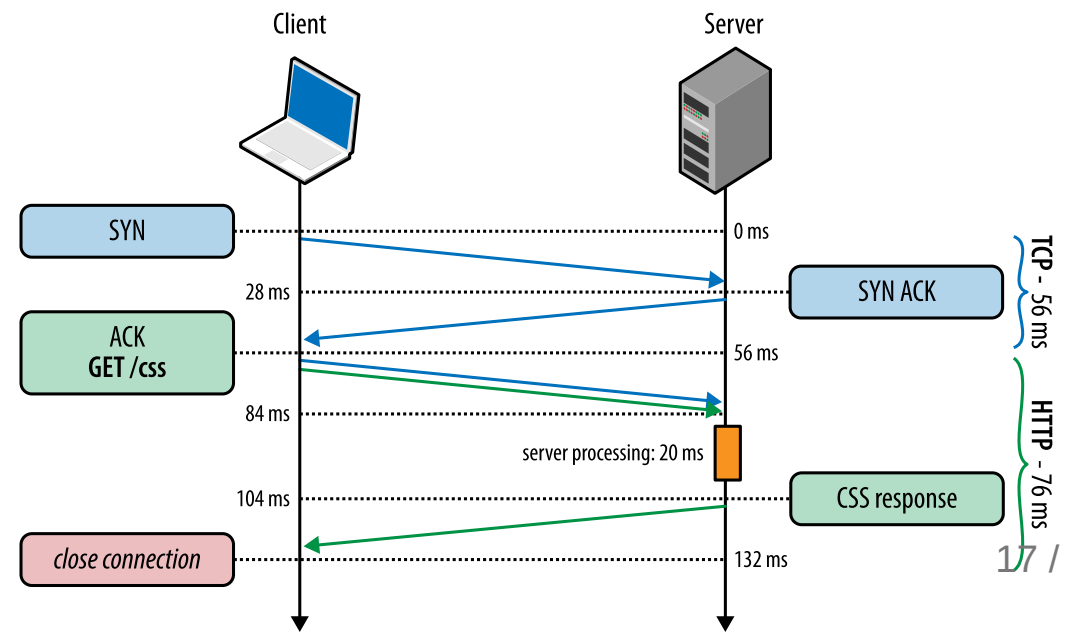 Client
Server
SYN
0 ms
28 ms
SYN ACK
TCP - 56 ms
ACK
GET /css
56 ms
84 ms
server processing: 20 ms
HTTP - 76 ms
104 ms
CSS response
close connection
132 ms
17 /